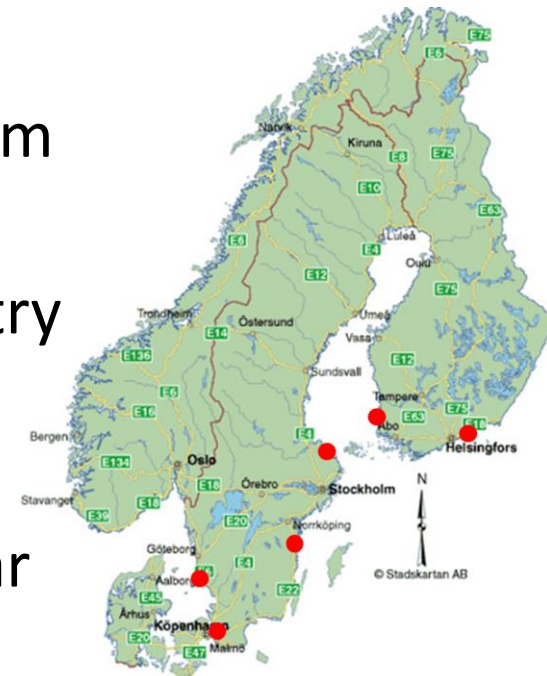 E75
E6
m
Narvik
Kiruna
E8
E75
E10
E63
Luleå
E6
E4
Oulu
E12
E75
try
Trondheim
Umeå
E14
Östersund
Vasa
E136
E12
Sundsvall
E6
Tampere
E16
E75
E63
E18
Åbo
Bergen
E4
Helsingfors
E134
Oslo
E18
Örebro
N
Stockholm
Stavanger
E18
E39
E20
Norrköping
Göteborg
E4
ar
Aalborg
© Stadskartan AB
E22
E45
Århus
Köpenhamn
E20
E47
Malmö